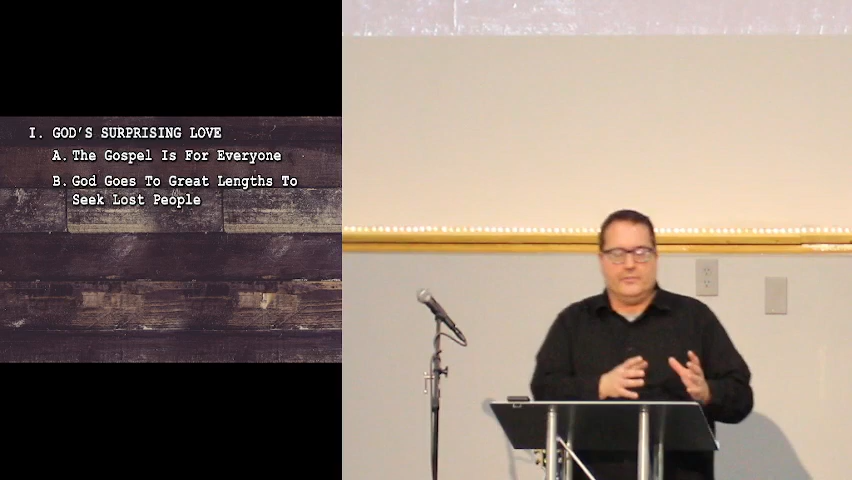 I. GOD'S SURPRISING LOVE
A. The Gospel Is For Everyone
B. God Goes To Great Lengths To
Seek Lost People